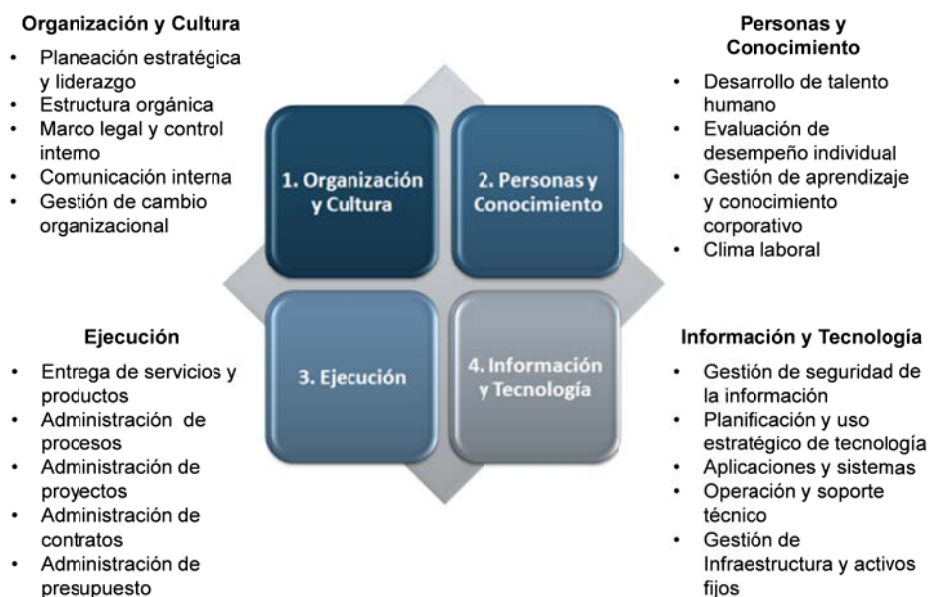 Organización y Cultura
• Planeación estratégica
y liderazgo
• Estructura orgánica
• Marco legal y control
interno
• Comunicación interna
• Gestión de cambio
organizacional
Personas y
Conocimiento
• Desarrollo de talento
humano
• Evaluación de
desempeño individual
• Gestión de aprendizaje
y conocimiento
corporativo
• Clima laboral
1. Organización
y Cultura
2. Personas y
Conocimiento
3. Ejecución
4. Información
y Tecnología
Ejecución
• Entrega de servicios y
productos
• Administración de
procesos
• Administración de
proyectos
• Administración de
contratos
• Administración de
presupuesto
Información y Tecnología
• Gestión de seguridad de
la información
• Planificación y uso
estratégico de tecnología
• Aplicaciones y sistemas
• Operación y soporte
técnico
• Gestión de
Infraestructura y activos
fijos